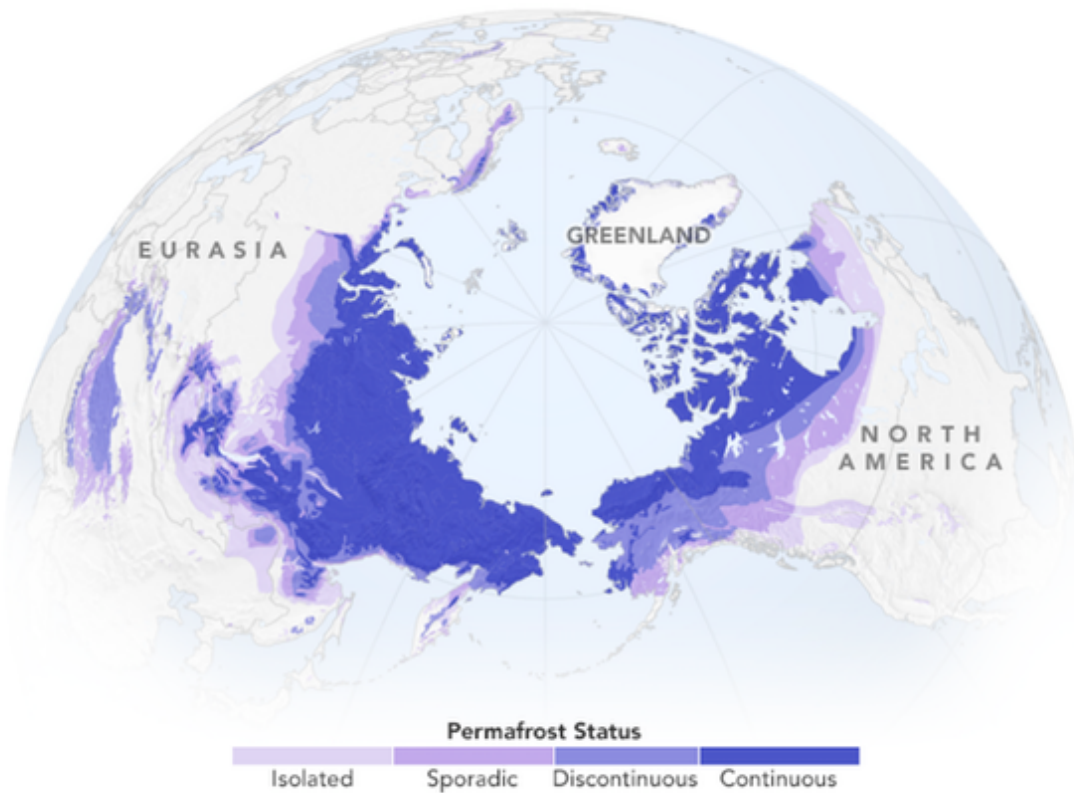 EURASIA
GREENLAND
NORTH
AMERICA
Permafrost Status
Isolated Sporadic Discontinuous Continuous